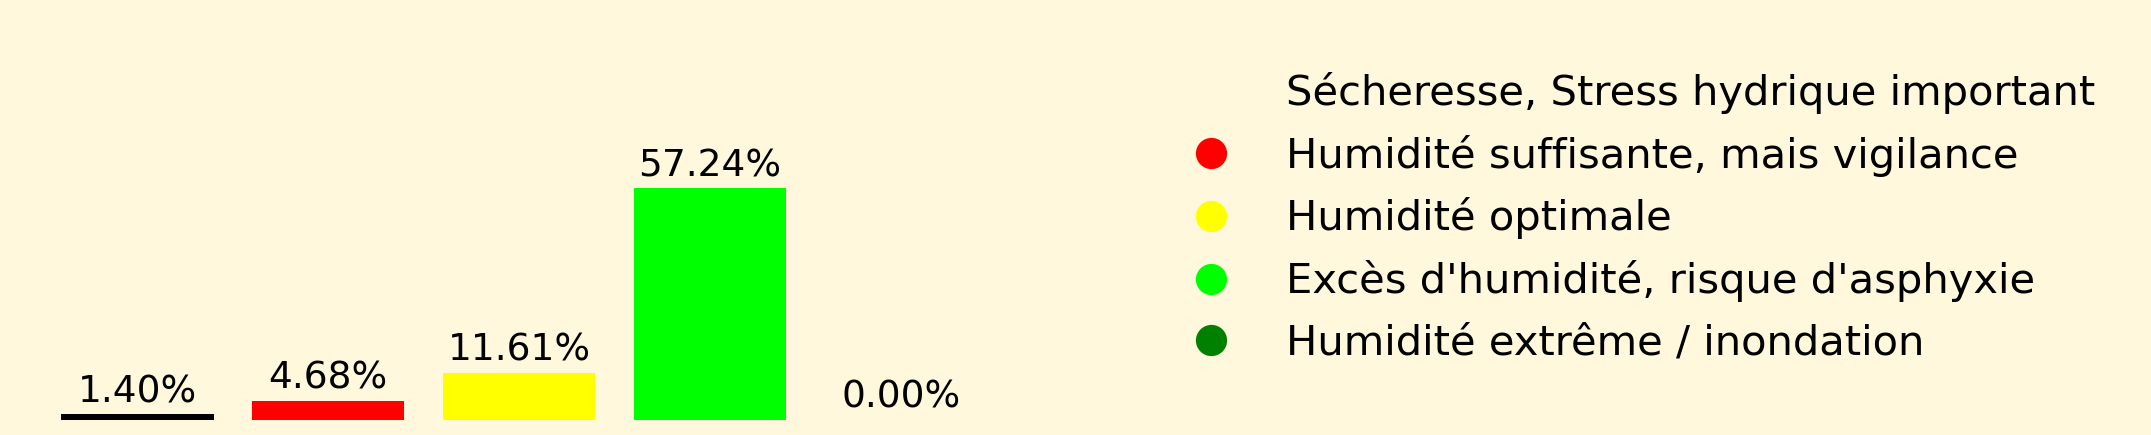 1.40%
4.68%
11.61%
57.24%
0.00%
Sécheresse, Stress hydrique important
Humidité suffisante, mais vigilance
Humidité optimale
Excès d'humidité, risque d'asphyxie
Humidité extrême / inondation